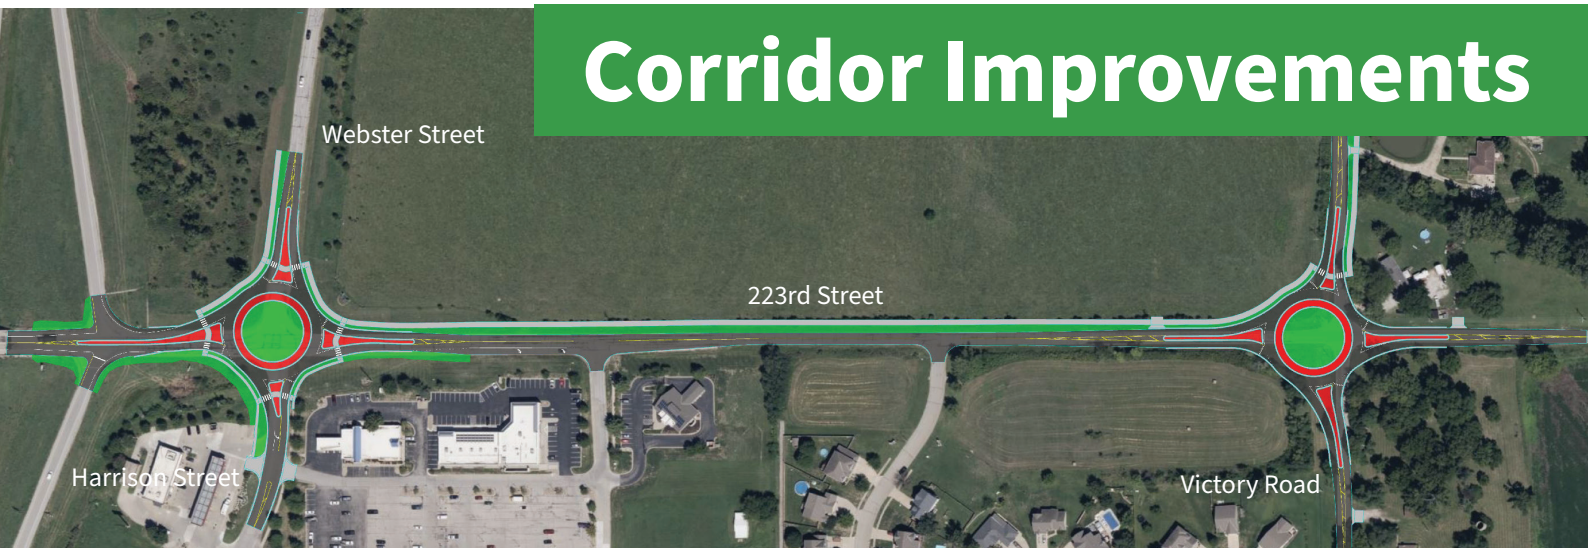 Corridor Improvements
Webster Street
223rd Street
Harrison Street
Victory Road